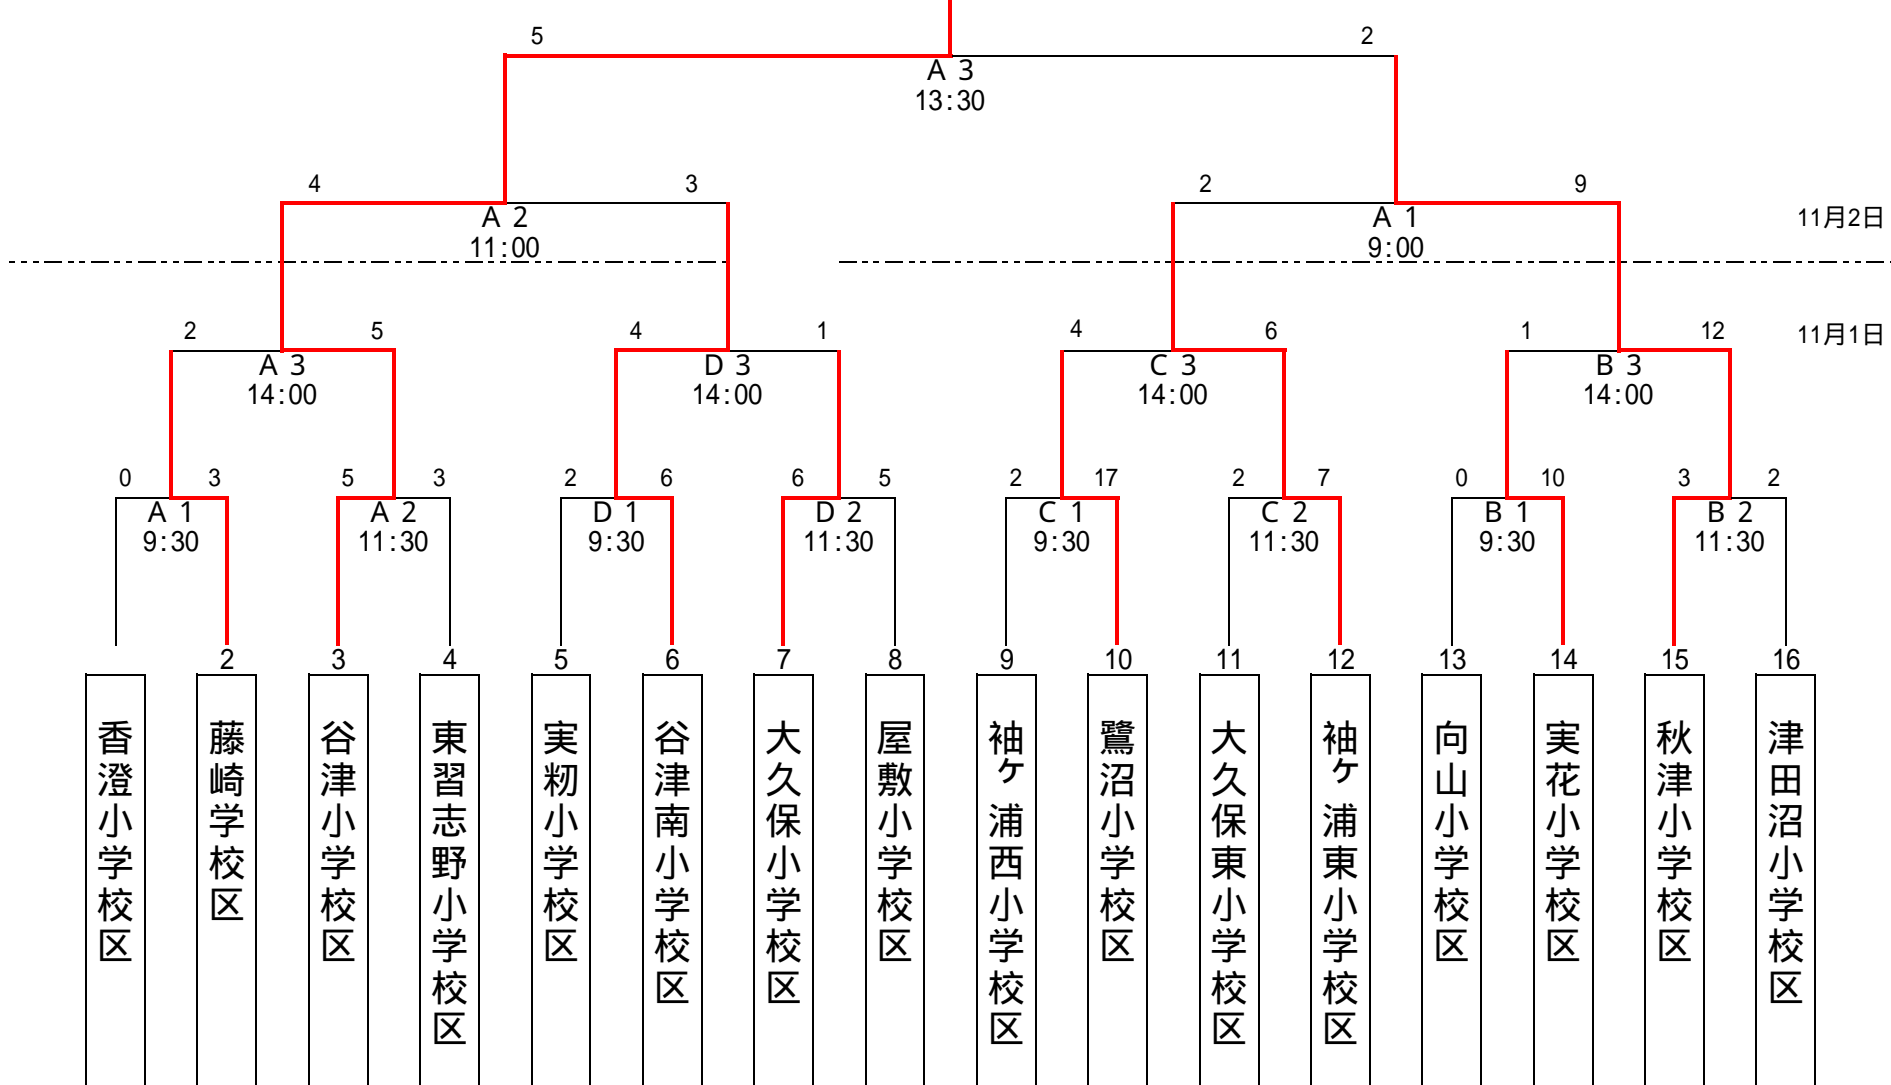 5 2
A 3
13:30
4 3 2 9
A 2 A 1 11月2日
11:00 9:00
2 5 4 1 4 6 1 12 11月1日
A 3 D 3 C 3 B 3
14:00 14:00 14:00 14:00
0 3 5 3 2 6 6 5 2 17 2 7 0 10 3 2
A 1 A 2 D 1 D 2 C 1 C 2 B 1 B 2
9:30 11:30 9:30 11:30 9:30 11:30 9:30 11:30
2 3 4 5 6 7 8 9 10 11 12 13 14 15 16
香澄小学校区
藤崎学校区
谷津小学校区
東習志野小学校区
実籾小学校区
谷津南小学校区
大久保小学校区
屋敷小学校区
袖ケ浦西小学校区
鷺沼小学校区
大久保東小学校区
袖ケ浦東小学校区
向山小学校区
実花小学校区
秋津小学校区
津田沼小学校区